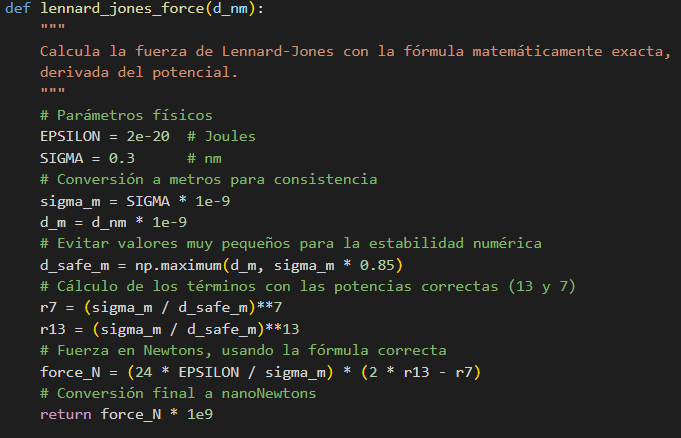 def lennard_jones_force(d_nm):
    """
    Calcula la fuerza de Lennard-Jones con la fórmula matemáticamente exacta,
    derivada del potencial.
    """
    # Parámetros físicos
    EPSILON = 2e-20  # Joules
    SIGMA = 0.3      # nm
    # Conversión a metros para consistencia
    sigma_m = SIGMA * 1e-9
    d_m = d_nm * 1e-9
    # Evitar valores muy pequeños para la estabilidad numérica
    d_safe_m = np.maximum(d_m, sigma_m * 0.85)
    # Cálculo de los términos con las potencias correctas (13 y 7)
    r7 = (sigma_m / d_safe_m)**7
    r13 = (sigma_m / d_safe_m)**13
    # Fuerza en Newtons, usando la fórmula correcta
    force_N = (24 * EPSILON / sigma_m) * (2 * r13 - r7)
    # Conversión final a nanoNewtons
    return force_N * 1e9